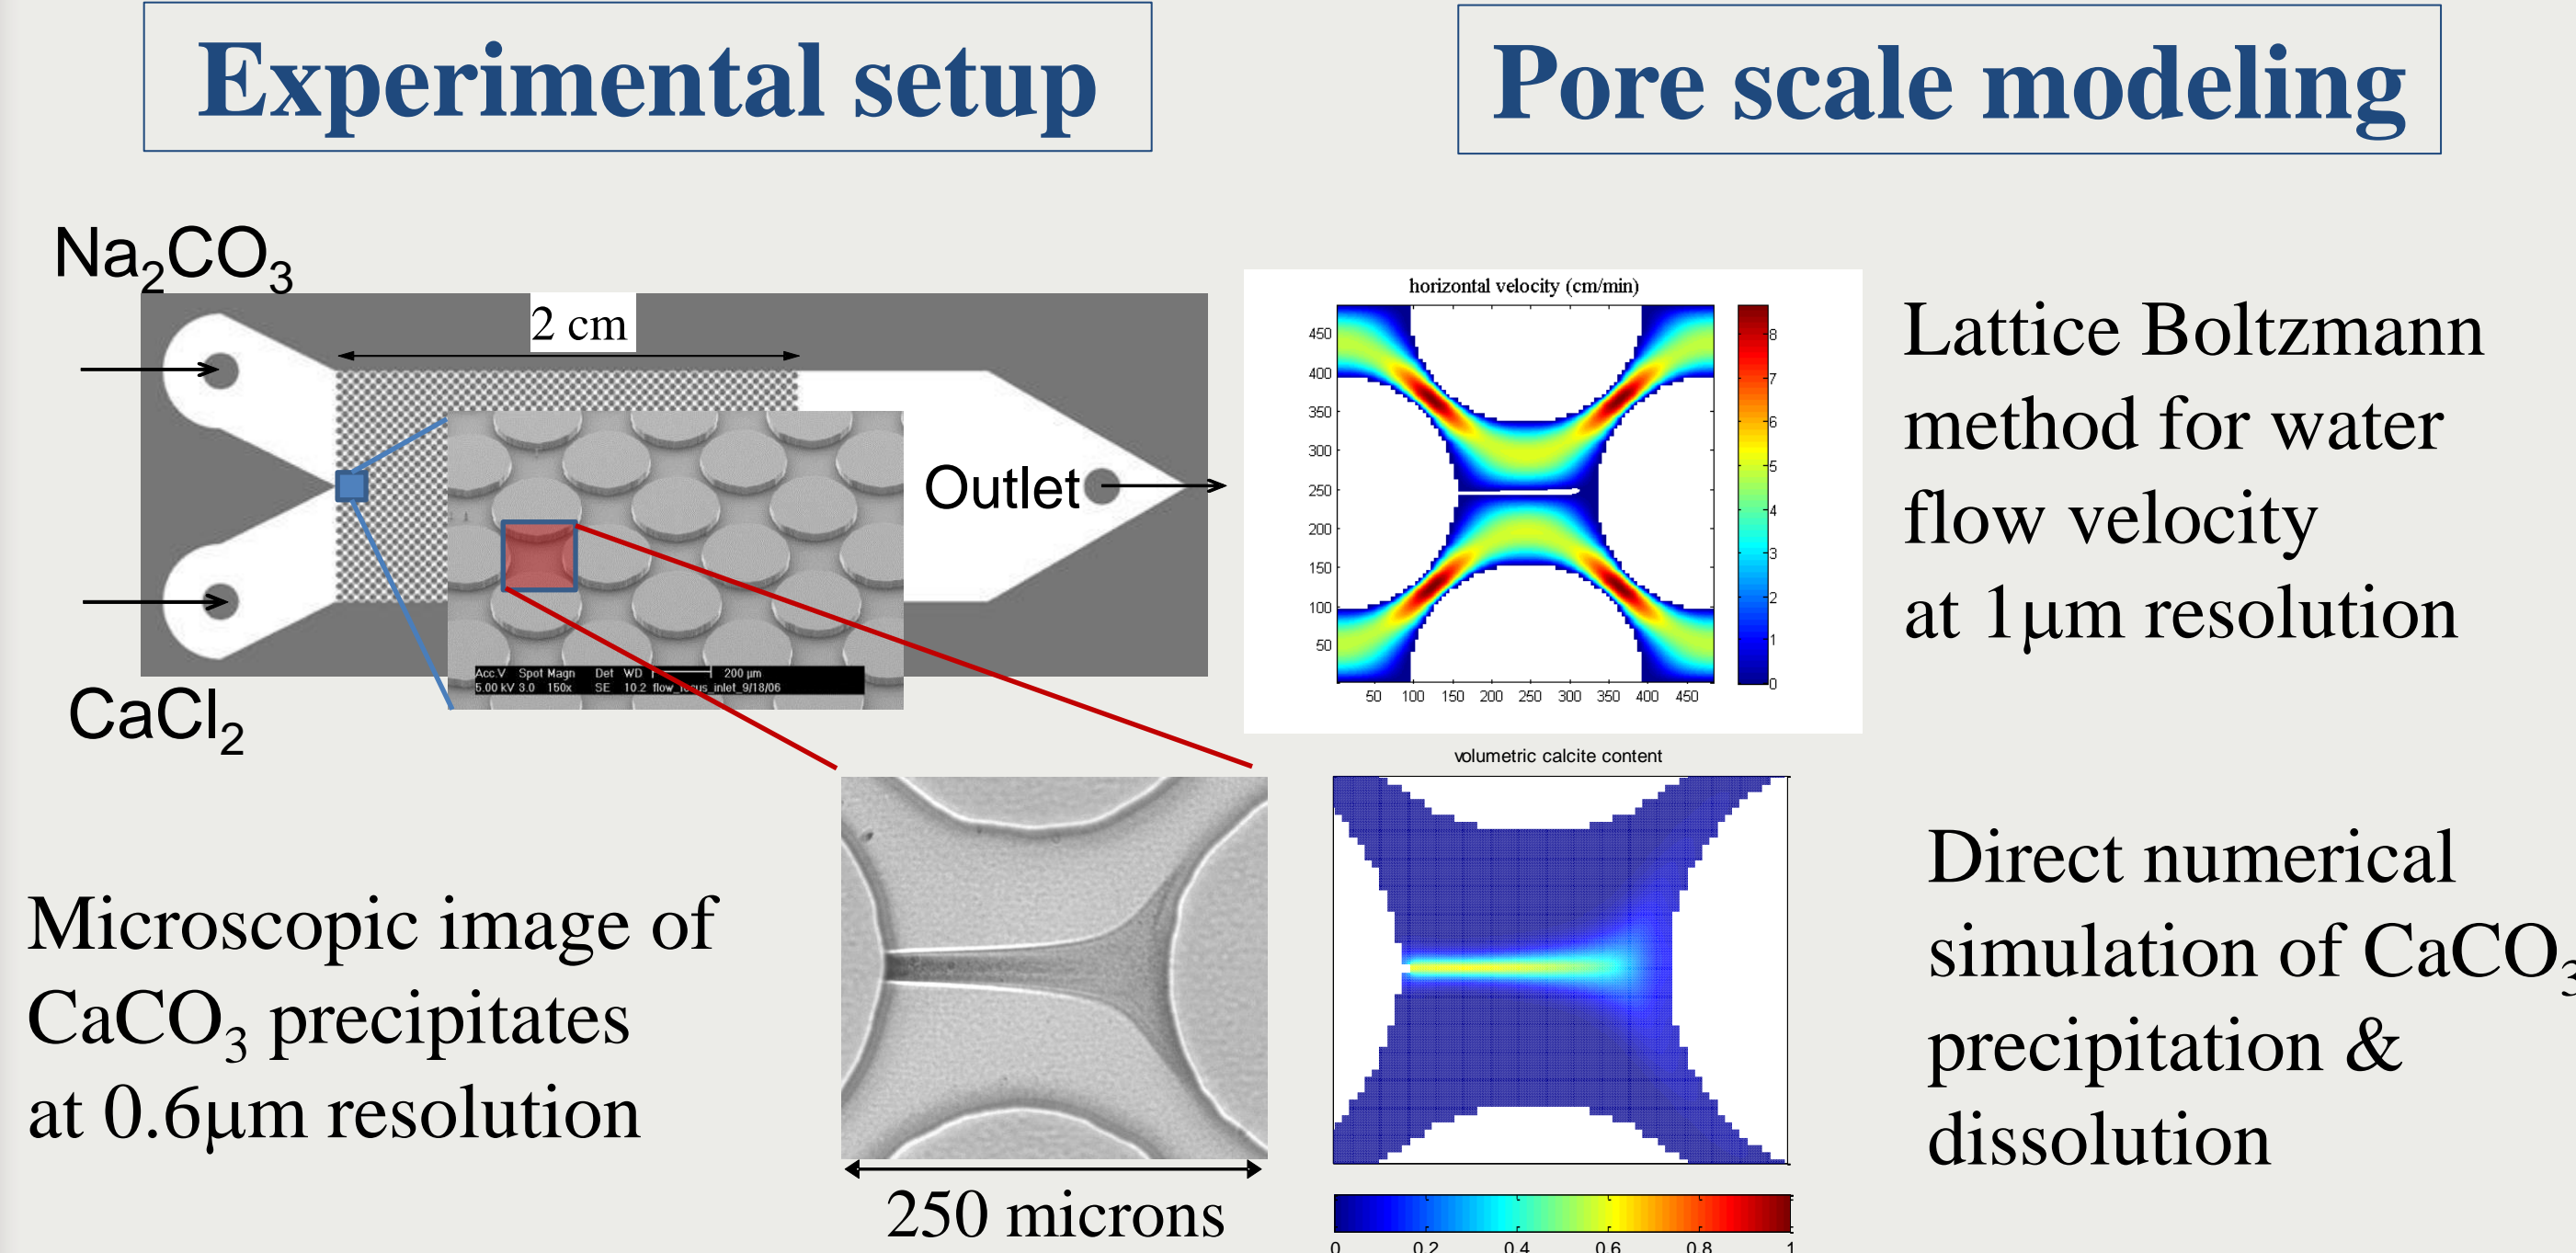 Experimental setup
Pore scale modeling
Na₂CO₃
2 cm
Outlet
CaCl₂
Acc.V Spot Magn Det WD 200 µm
5.00 kV 3.0 150x SE 10.2 flow_focus_inlet_9/18/06
Microscopic image of
CaCO₃ precipitates
at 0.6µm resolution
250 microns
horizontal velocity (cm/min)
450
400
350
300
250
200
150
100
50
50 100 150 200 250 300 350 400 450
8
7
6
5
4
3
2
1
0
Lattice Boltzmann
method for water
flow velocity
at 1µm resolution
volumetric calcite content
0 0.2 0.4 0.6 0.8 1
Direct numerical
simulation of CaCO₃
precipitation &
dissolution